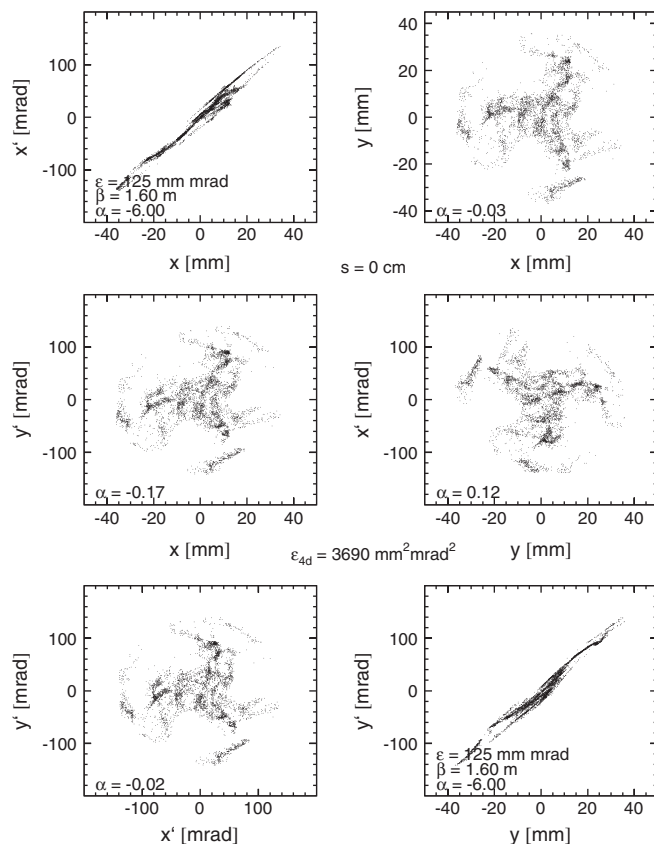 100
0
-100
x‘ [mrad]
ε = 125 mm mrad
β = 1.60 m
α = -6.00
-40 -20 0 20 40
x [mm]
40
20
0
-20
-40
y [mm]
α = -0.03
-40 -20 0 20 40
x [mm]
s = 0 cm
100
0
-100
y‘ [mrad]
α = -0.17
-40 -20 0 20 40
x [mm]
100
0
-100
x‘ [mrad]
α = 0.12
-40 -20 0 20 40
y [mm]
ε4d = 3690 mm²mrad²
100
0
-100
y‘ [mrad]
α = -0.02
-100 0 100
x‘ [mrad]
100
0
-100
y‘ [mrad]
ε = 125 mm mrad
β = 1.60 m
α = -6.00
-40 -20 0 20 40
y [mm]